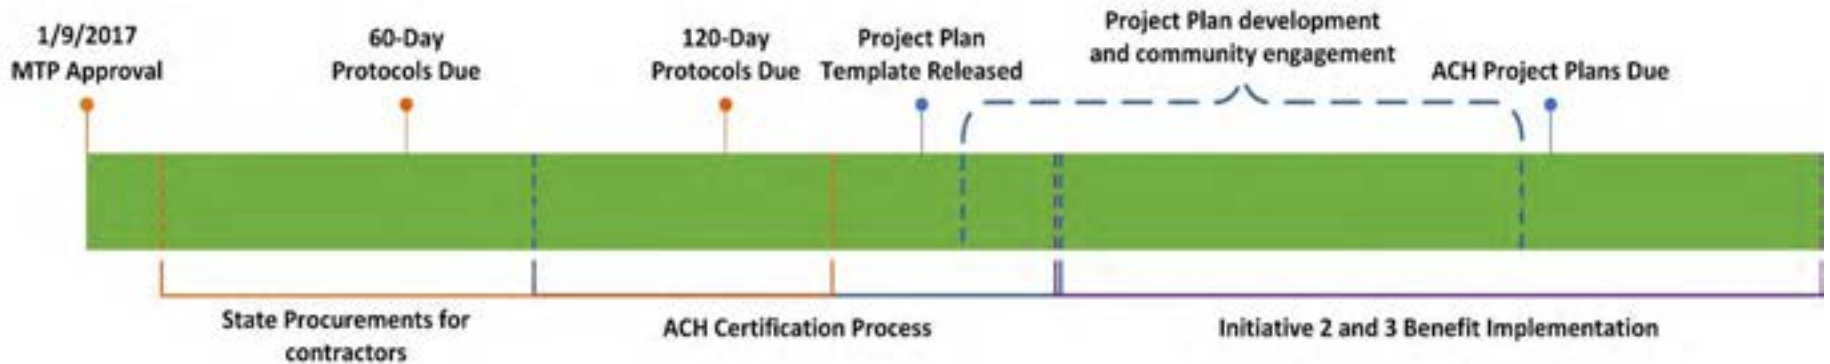 1/9/2017
MTP Approval
60-Day
Protocols Due
120-Day
Protocols Due
Project Plan
Template Released
Project Plan development
and community engagement
ACH Project Plans Due
State Procurements for
contractors
ACH Certification Process
Initiative 2 and 3 Benefit Implementation